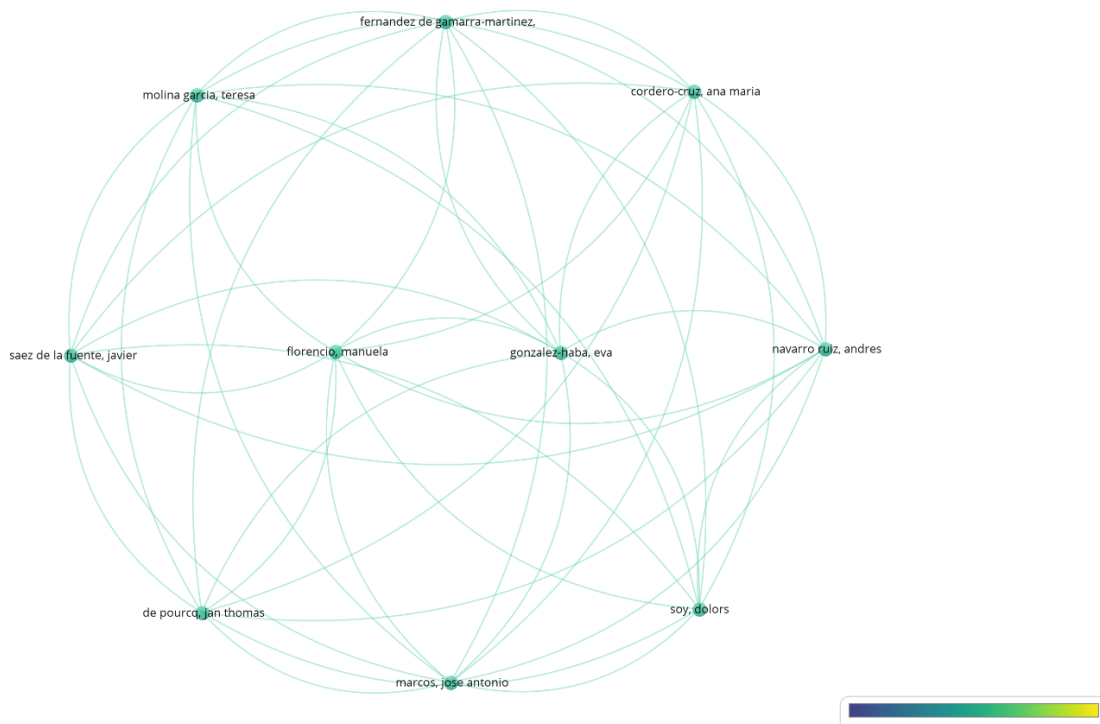 fernandez de gamarra-martinez,
molina garcia, teresa
cordero-cruz, ana maria
saez de la fuente, javier
florencio, manuela
gonzalez-haba, eva
navarro ruiz, andres
de pourcq, jan thomas
soy, dolors
marcos, jose antonio